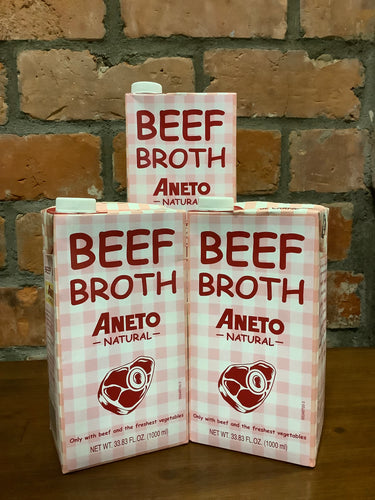 BEEF
BROTH
ANETO
NATURAL
BEEF
BROTH
ANETO
- NATURAL -
Only with beef and the freshest vegetables
NET WT. 33.83 FL.OZ. (1000 ml)
BEEF
BROTH
ANETO
- NATURAL -
Only with beef and the freshest vegetables
NET WT. 33.83 FL.OZ. (1000 ml)